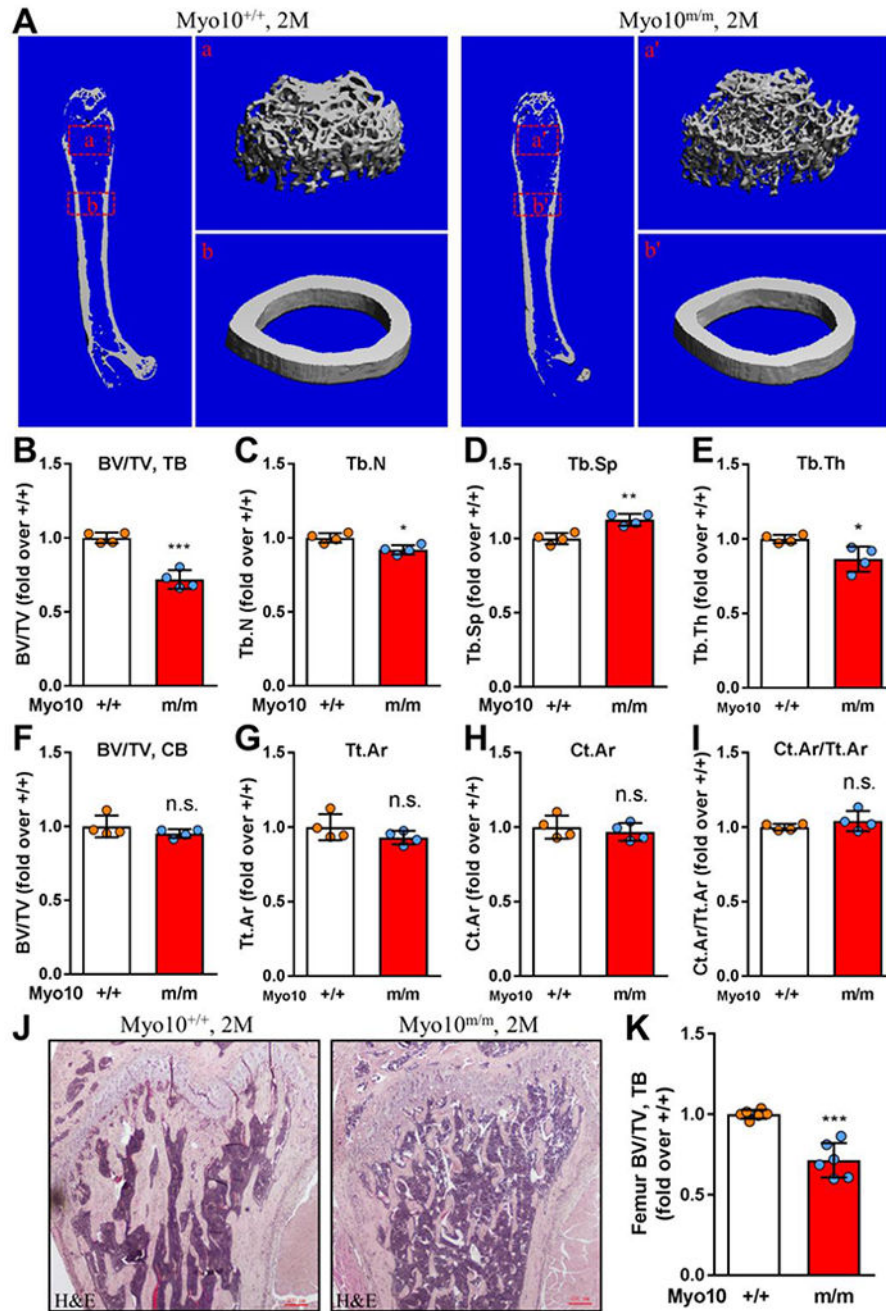 A
Myo10+/+, 2M
Myo10m/m, 2M
a
a
b
b
a'
a'
b'
b'
B
BV/TV, TB
BV/TV (fold over +/+)
1.5
1.0
0.5
0.0
***
Myo10 +/+ m/m
C
Tb.N
Tb.N (fold over +/+)
1.5
1.0
0.5
0.0
*
+/+ m/m
D
Tb.Sp
Tb.Sp (fold over +/+)
1.5
1.0
0.5
0.0
**
Myo10 +/+ m/m
E
Tb.Th
Tb.Th (fold over +/+)
1.5
1.0
0.5
0.0
*
Myo10 +/+ m/m
F
BV/TV, CB
BV/TV (fold over +/+)
1.5
1.0
0.5
0.0
n.s.
Myo10 +/+ m/m
G
Tt.Ar
Tt.Ar (fold over +/+)
1.5
1.0
0.5
0.0
n.s.
Myo10 +/+ m/m
H
Ct.Ar
Ct.Ar (fold over +/+)
1.5
1.0
0.5
0.0
n.s.
Myo10 +/+ m/m
I
Ct.Ar/Tt.Ar
Ct.Ar/Tt.Ar (fold over +/+)
1.5
1.0
0.5
0.0
n.s.
Myo10 +/+ m/m
J
Myo10+/+, 2M
Myo10m/m, 2M
H&E
H&E
K
Femur BV/TV, TB
(fold over +/+)
1.5
1.0
0.5
0.0
***
Myo10 +/+ m/m